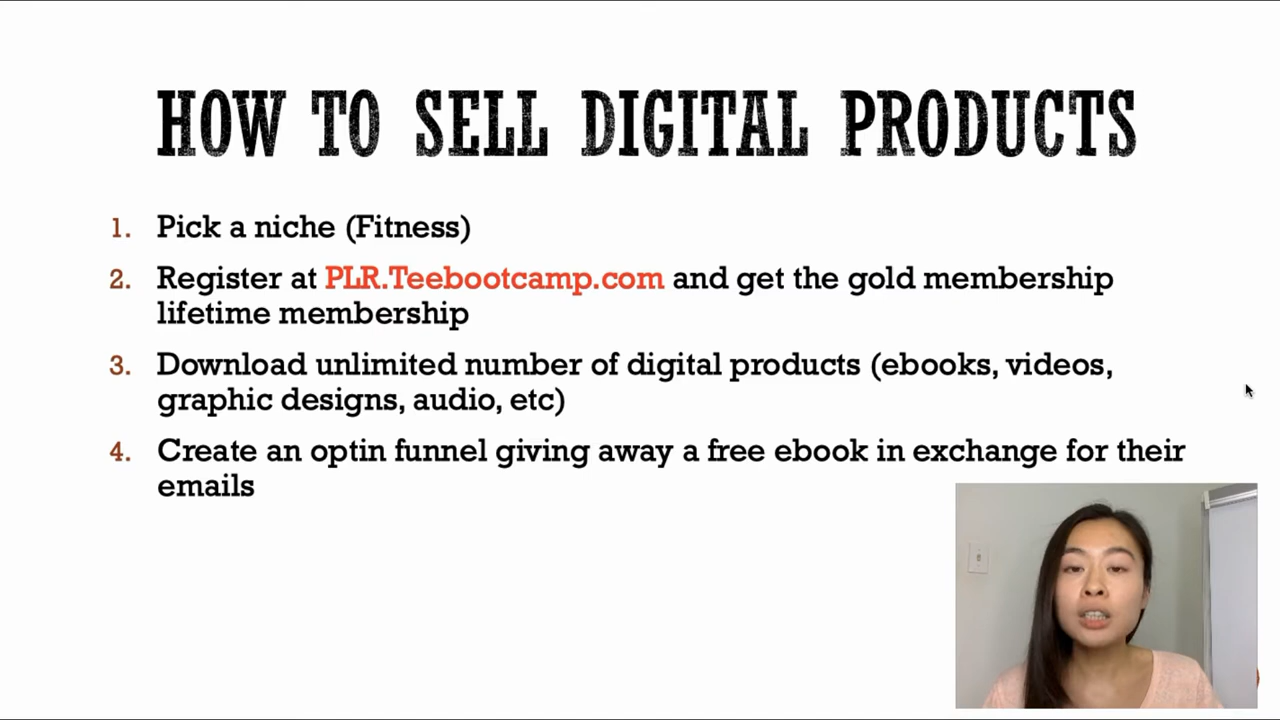 HOW TO SELL DIGITAL PRODUCTS
1. Pick a niche (Fitness)
2. Register at PLR.Teebootcamp.com and get the gold membership
lifetime membership
3. Download unlimited number of digital products (ebooks, videos,
graphic designs, audio, etc)
4. Create an optin funnel giving away a free ebook in exchange for their
emails